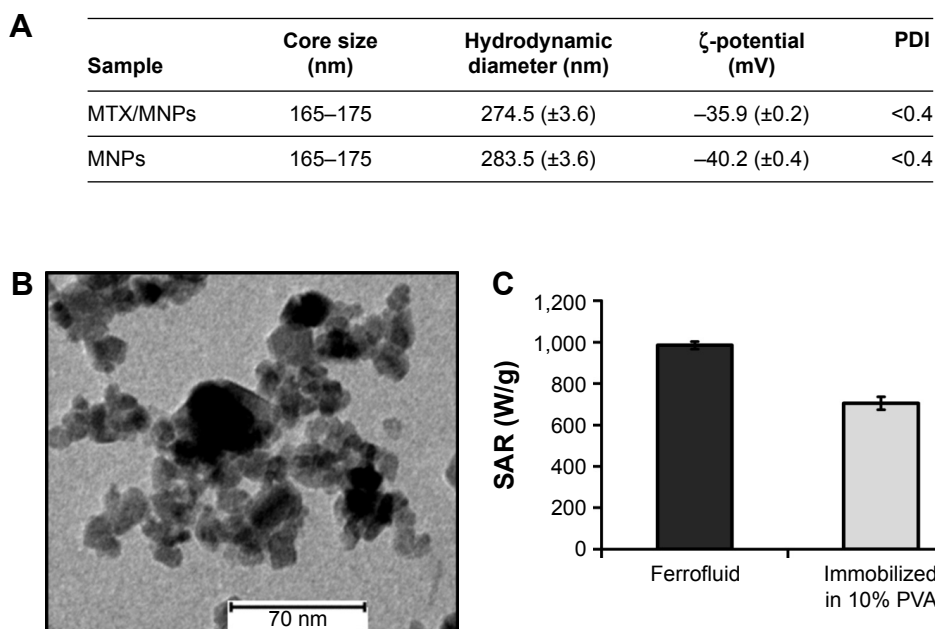 A
Sample Core size (nm) Hydrodynamic diameter (nm) ζ-potential (mV) PDI
MTX/MNPs 165–175 274.5 (±3.6) –35.9 (±0.2) <0.4
MNPs 165–175 283.5 (±3.6) –40.2 (±0.4) <0.4
B
70 nm
C
SAR (W/g)
1,200
1,000
800
600
400
200
0
Ferrofluid
Immobilized
in 10% PVA